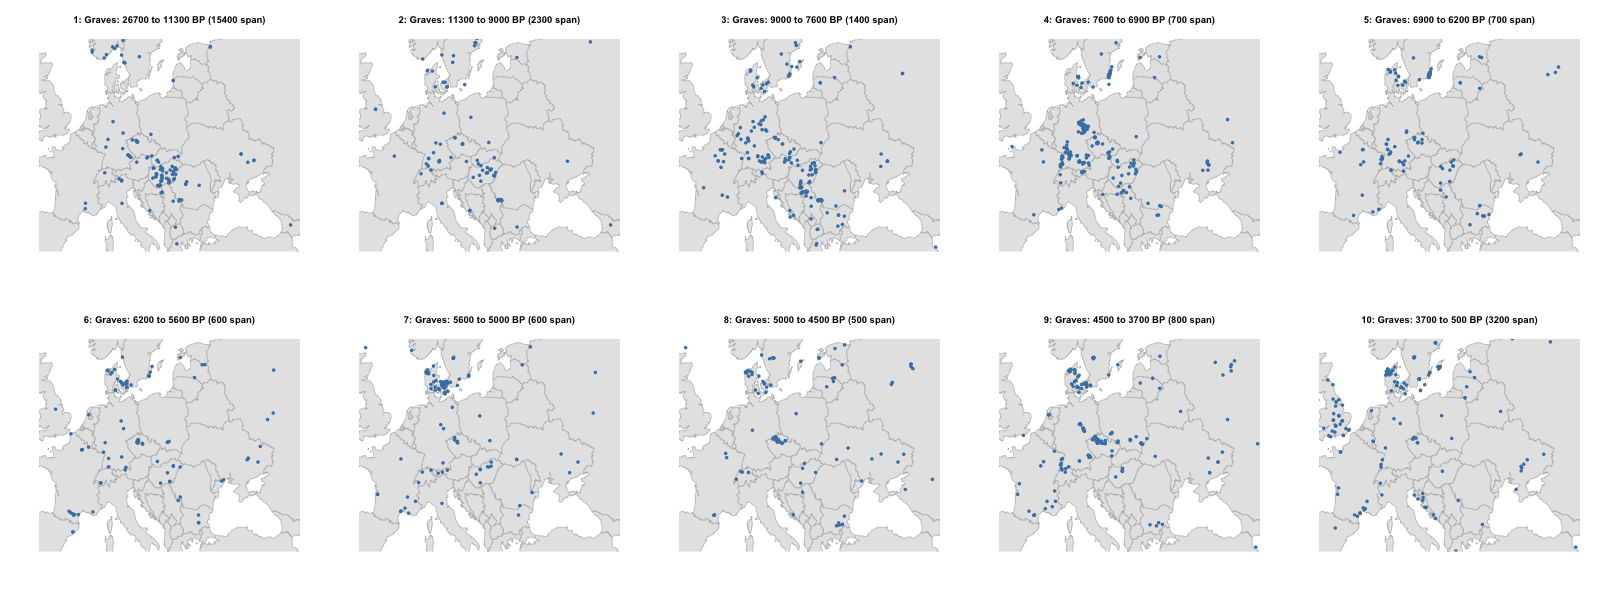 1: Graves: 26700 to 11300 BP (15400 span)
2: Graves: 11300 to 9000 BP (2300 span)
3: Graves: 9000 to 7600 BP (1400 span)
4: Graves: 7600 to 6900 BP (700 span)
5: Graves: 6900 to 6200 BP (700 span)
6: Graves: 6200 to 5600 BP (600 span)
7: Graves: 5600 to 5000 BP (600 span)
8: Graves: 5000 to 4500 BP (500 span)
9: Graves: 4500 to 3700 BP (800 span)
10: Graves: 3700 to 500 BP (3200 span)